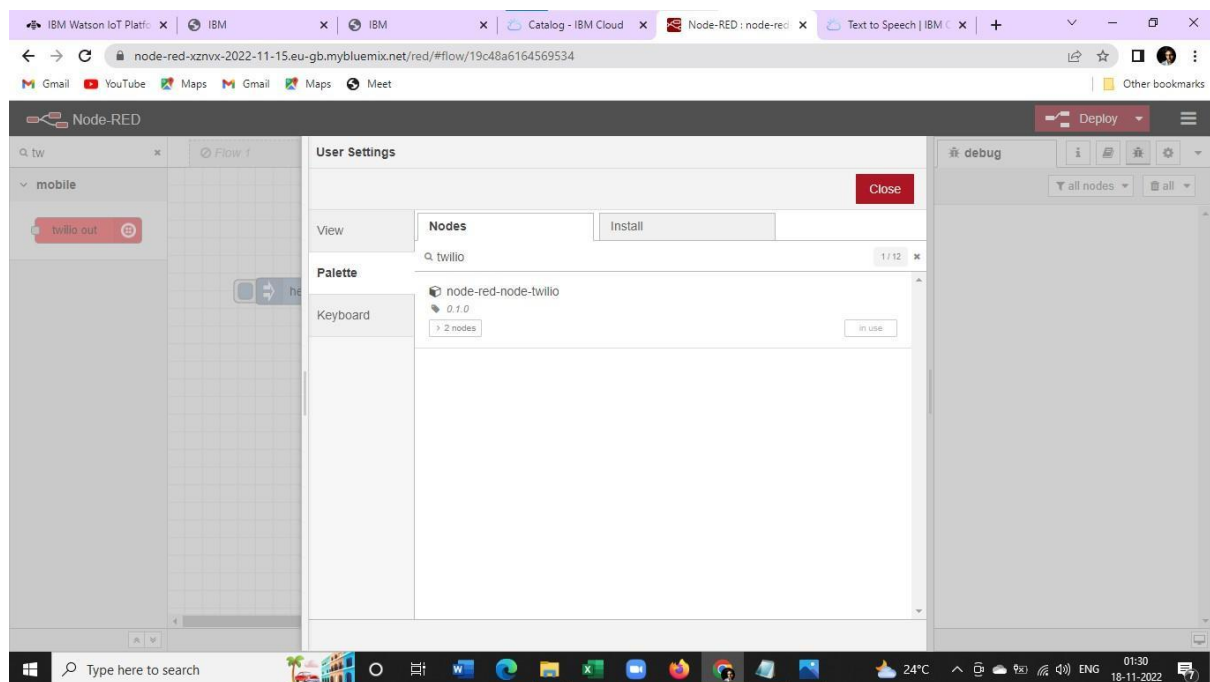 IBM Watson IoT Platfo
IBM
IBM
Catalog - IBM Cloud
Node-RED : node-red
Text to Speech | IBM C
node-red-xznvx-2022-11-15.eu-gb.mybluemix.net/red/#flow/19c48a6164569534
Gmail YouTube Maps Gmail Maps Meet Other bookmarks
Node-RED Deploy
tw
Flow 1
User Settings
debug
all nodes
all
mobile
Close
twilio out
View
Nodes Install
twilio 1 / 12
Palette
node-red-node-twilio
0.1.0
> 2 nodes
in use
he
Keyboard
Type here to search
24°C
ENG
01:30
18-11-2022
7